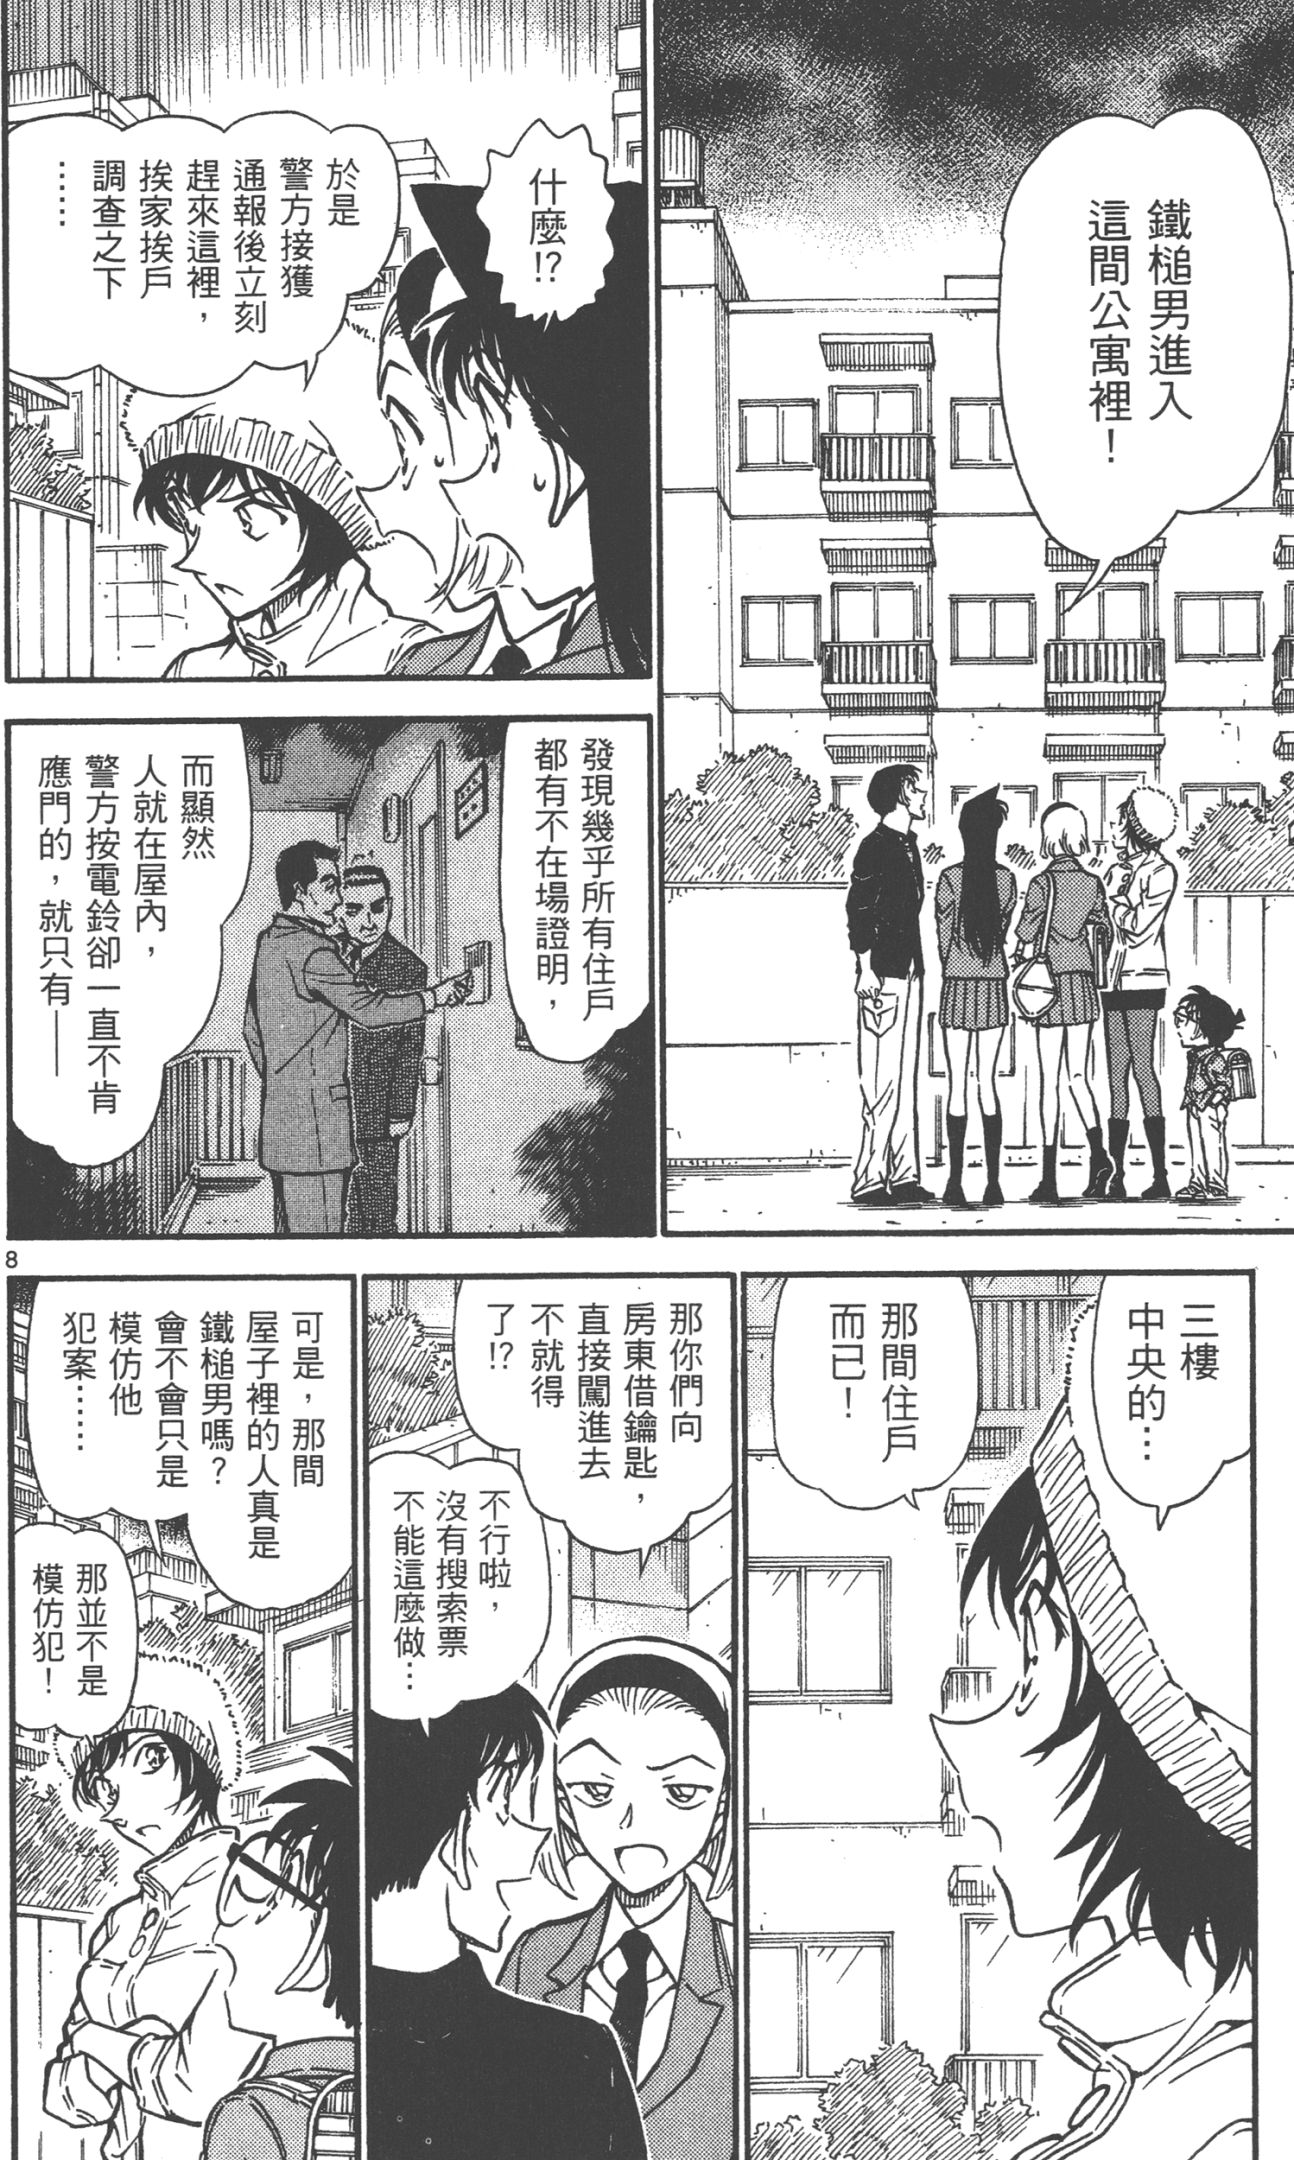 鐵槌男進入
這間公寓裡！
什麼!?
於是
警方接獲
通報後立刻
趕來這裡，
挨家挨戶
調查之下
……
發現幾乎所有住戶
都有不在場證明，
而顯然
人就在屋內，
警方按電鈴卻一直不肯
應門的，就只有——
8
三樓
中央的…
那間住戶
而已！
那你們向
房東借鑰匙，
直接闖進去
不就得
了!?
不行啦，
沒有搜索票
不能這麼做…
可是，那間
屋子裡的人真是
鐵槌男嗎？
會不會只是
模仿他
犯案……
那並不是
模仿犯！